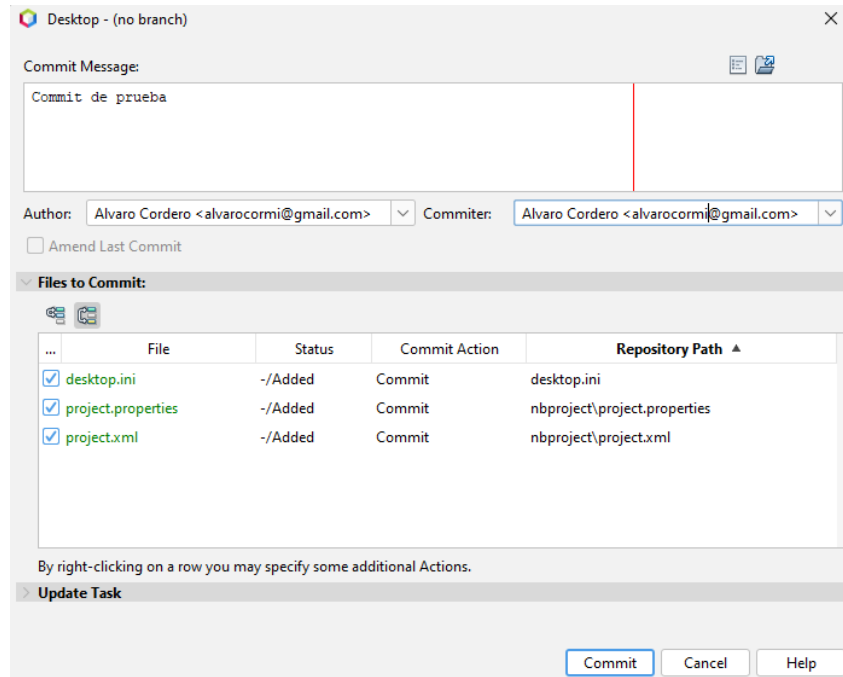 Desktop - (no branch)
Commit Message:
Commit de prueba
Author: Alvaro Cordero <alvarocormi@gmail.com> Commiter: Alvaro Cordero <alvarocormi@gmail.com>
Amend Last Commit
Files to Commit:
... File Status Commit Action Repository Path
desktop.ini -/Added Commit desktop.ini
project.properties -/Added Commit nbproject\project.properties
project.xml -/Added Commit nbproject\project.xml
By right-clicking on a row you may specify some additional Actions.
Update Task
Commit Cancel Help